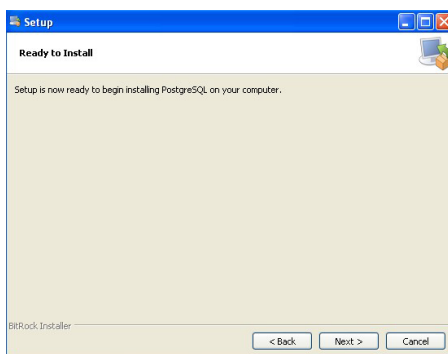 Setup
Ready to Install
Setup is now ready to begin installing PostgreSQL on your computer.
BitRock Installer
< Back
Next >
Cancel